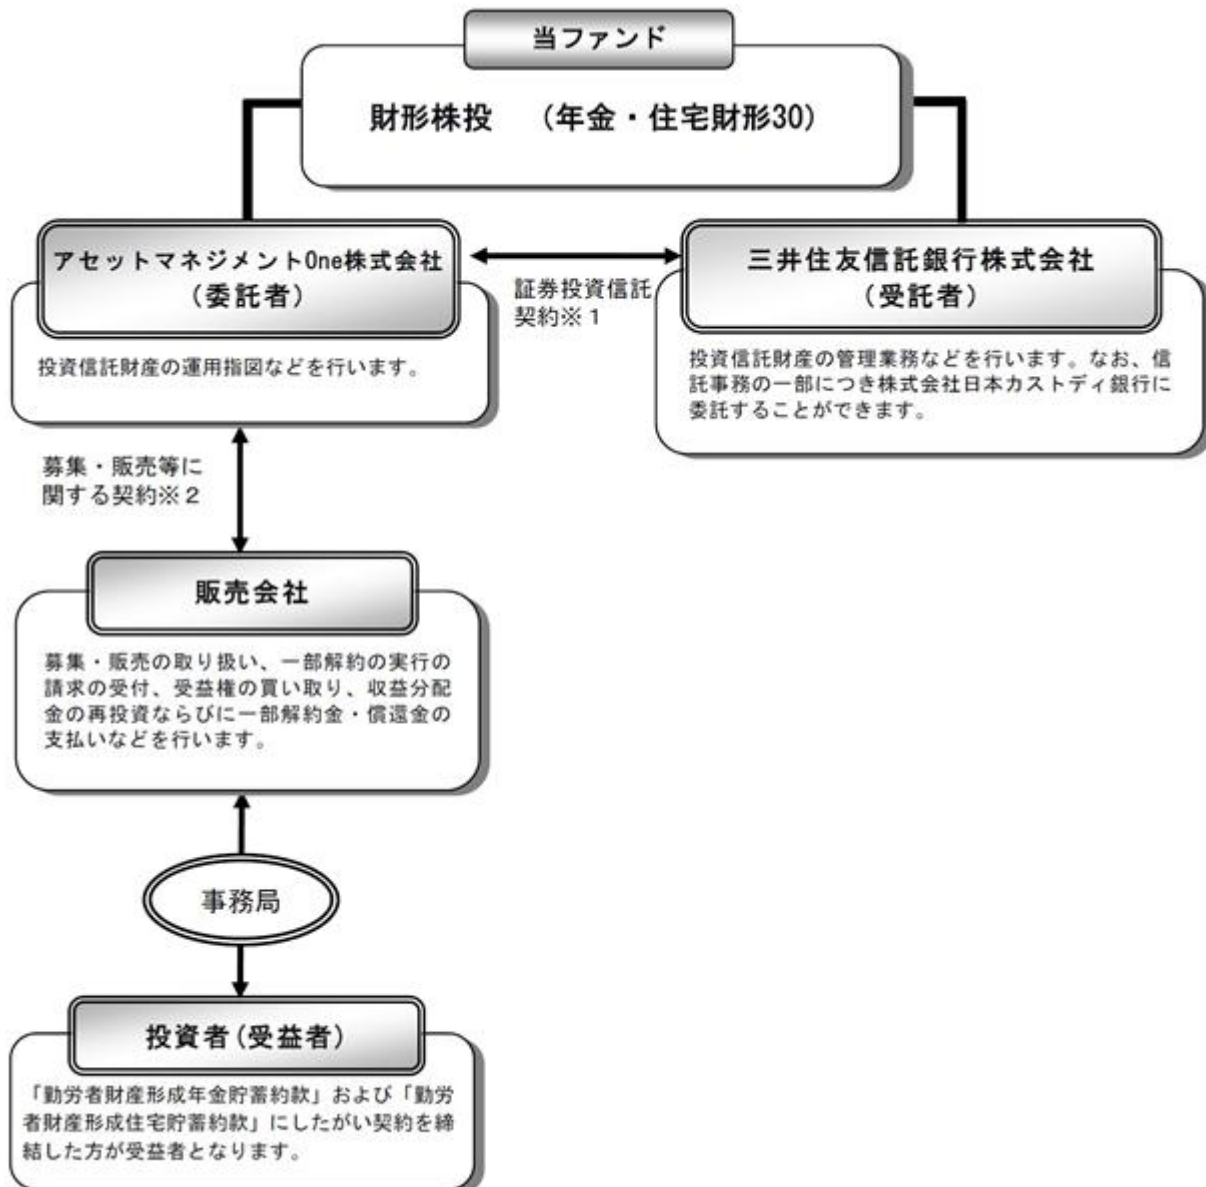 当ファンド
財形株投　（年金・住宅財形30）
アセットマネジメントOne株式会社
（委託者）
投資信託財産の運用指図などを行います。
証券投資信託
契約※１
三井住友信託銀行株式会社
（受託者）
投資信託財産の管理業務などを行います。なお、信
託事務の一部につき株式会社日本カストディ銀行に
委託することができます。
募集・販売等に
関する契約※２
販売会社
募集・販売の取り扱い、一部解約の実行の
請求の受付、受益権の買い取り、収益分配
金の再投資ならびに一部解約金・償還金の
支払いなどを行います。
事務局
投資者(受益者)
「勤労者財産形成年金貯蓄約款」および「勤労
者財産形成住宅貯蓄約款」にしたがい契約を締
結した方が受益者となります。